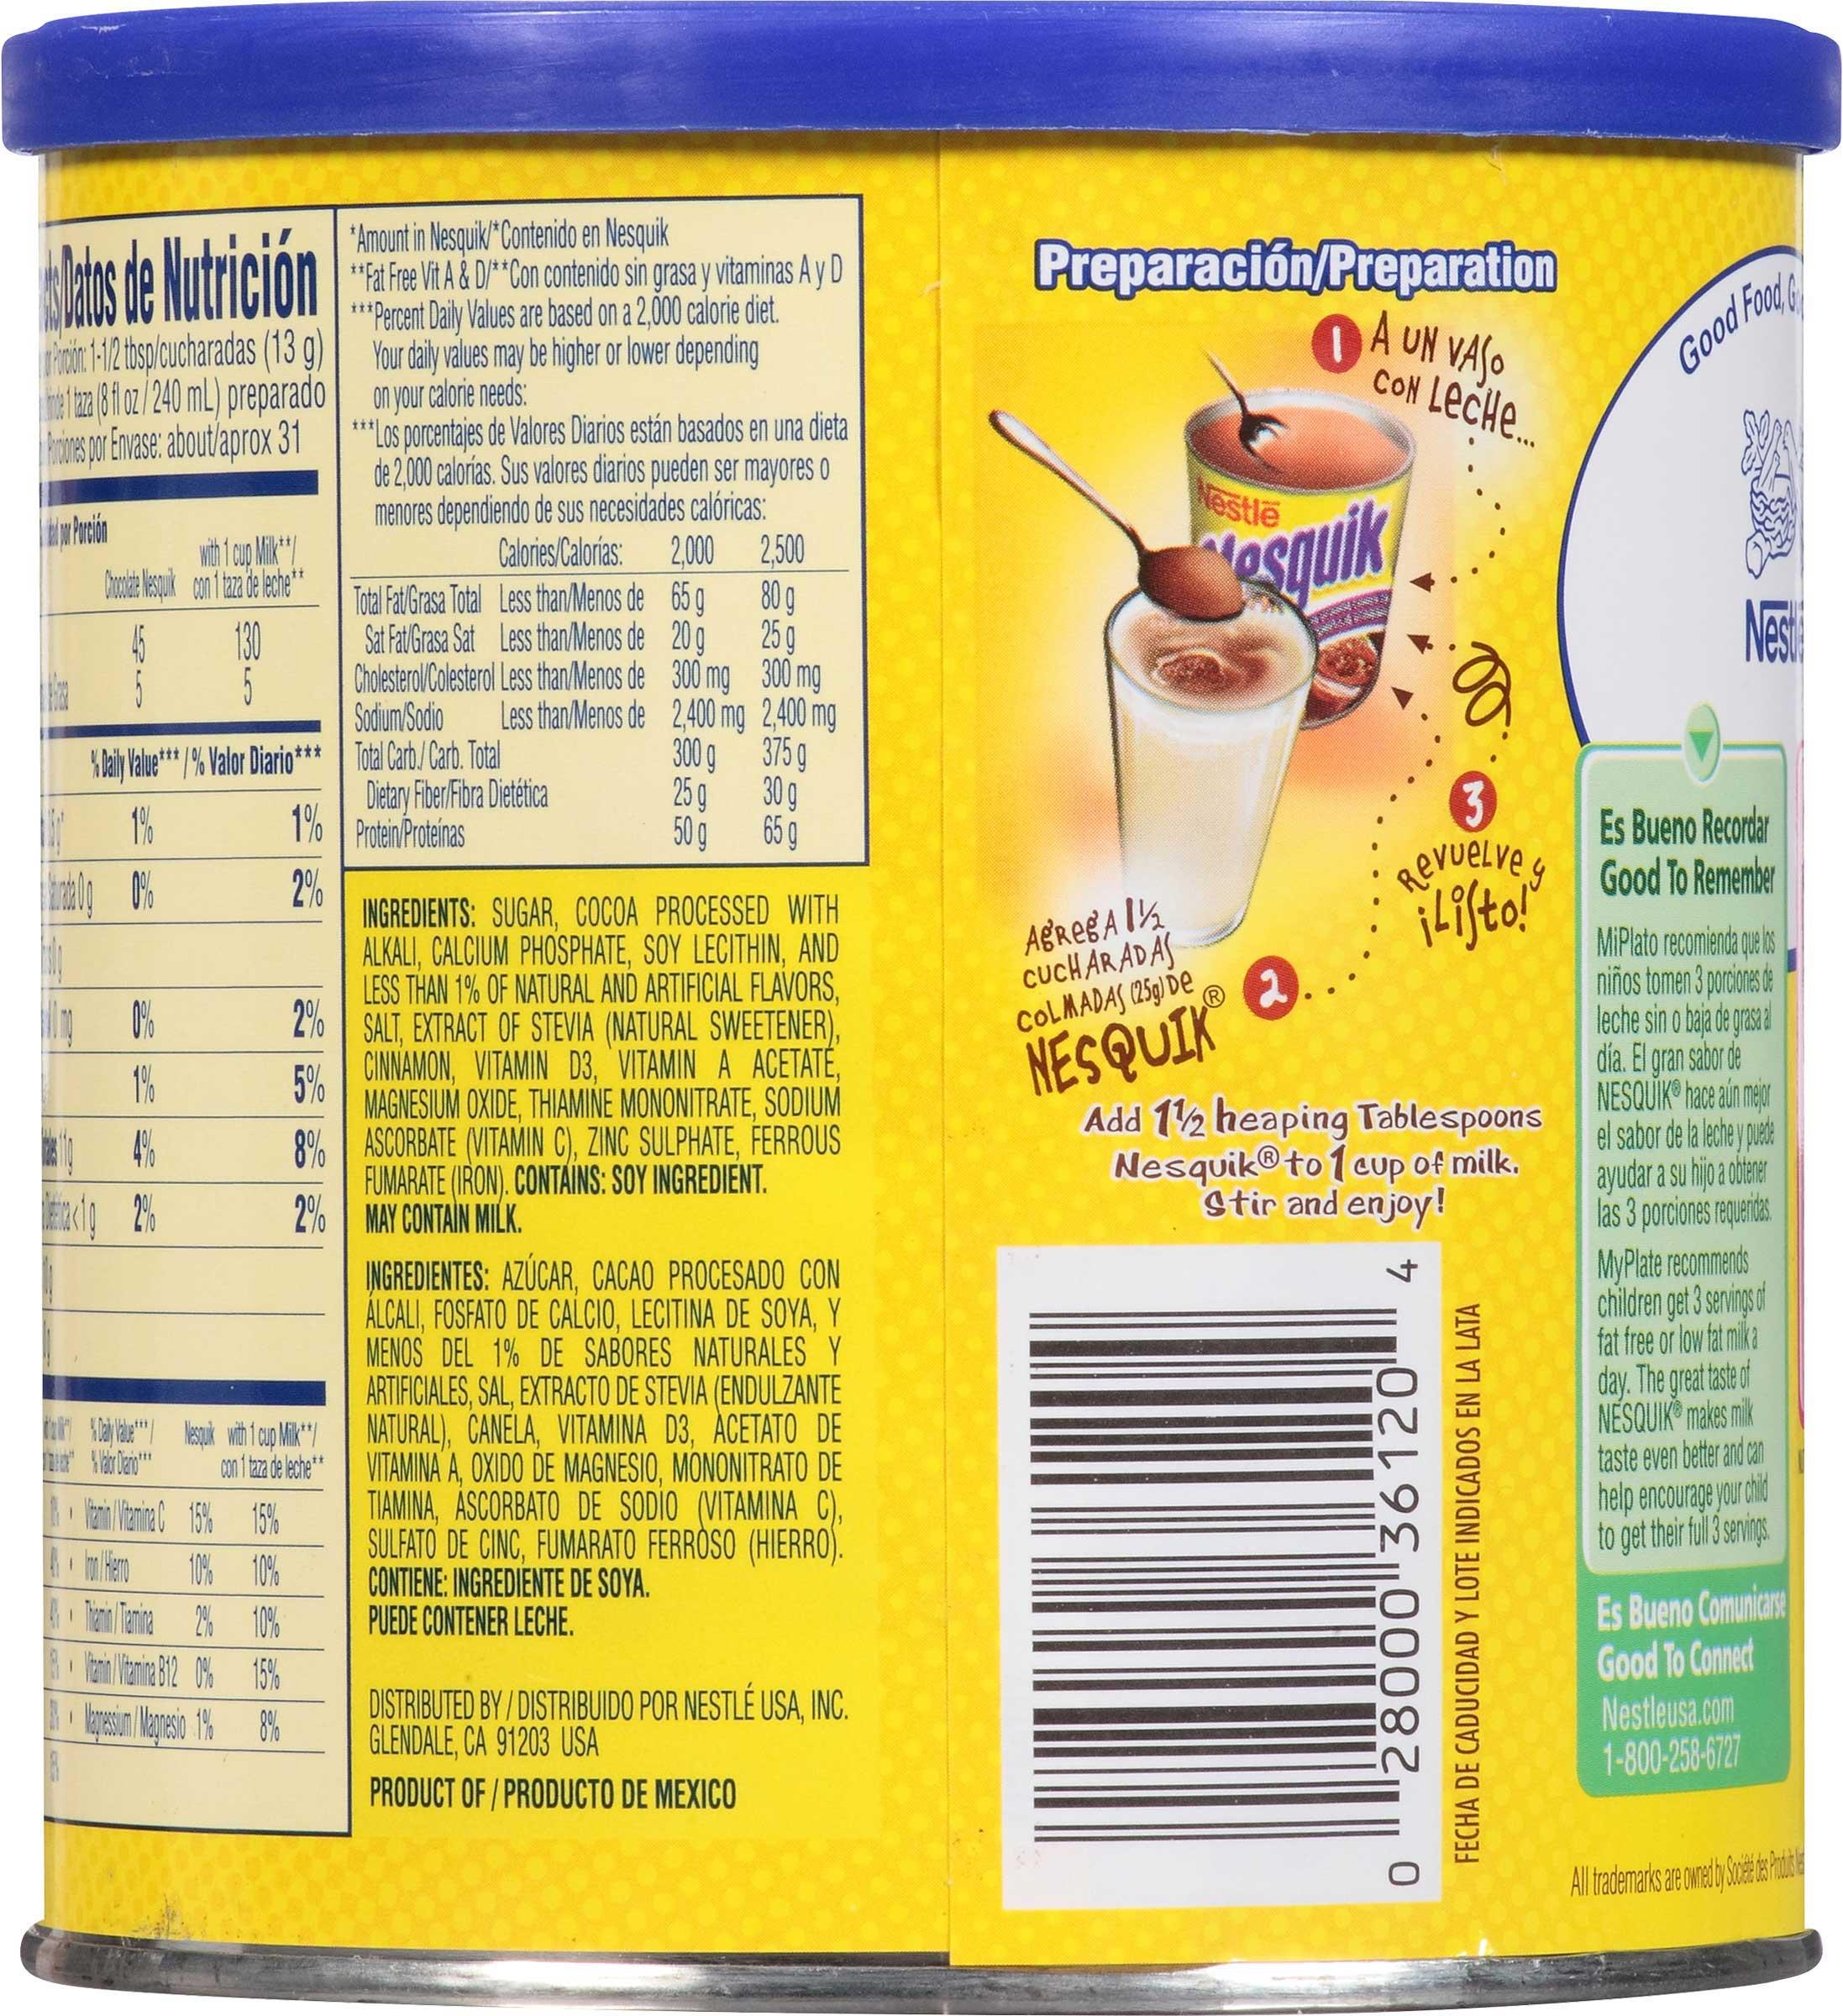 Datos de Nutrición
Porción: 1-1/2 tbsp/cucharadas (13 g)
1 taza (8 fl oz / 240 mL) preparado
Porciones por Envase: about/aprox 31
por Porción
Chocolate Nesquik
with 1 cup Milk**/
con 1 taza de leche**
45 130
5 5
% Daily Value*** / % Valor Diario***
1% 1%
0 g 0% 2%
0% 2%
1% 5%
11g 4% 8%
<1 g 2% 2%
% Daily Value***/ Nesquik with 1 cup Milk**/
% Valor Diario*** con 1 taza de leche**
• Vitamin / Vitamina C 15% 15%
• Iron / Hierro 10% 10%
• Thiamin / Tiamina 2% 10%
• Vitamin / Vitamina B12 0% 15%
• Magnessium / Magnesio 1% 8%
*Amount in Nesquik/*Contenido en Nesquik
**Fat Free Vit A & D/**Con contenido sin grasa y vitaminas A y D
***Percent Daily Values are based on a 2,000 calorie diet.
Your daily values may be higher or lower depending
on your calorie needs:
***Los porcentajes de Valores Diarios están basados en una dieta
de 2,000 calorías. Sus valores diarios pueden ser mayores o
menores dependiendo de sus necesidades calóricas:
Calories/Calorías: 2,000 2,500
Total Fat/Grasa Total Less than/Menos de 65 g 80 g
Sat Fat/Grasa Sat Less than/Menos de 20 g 25 g
Cholesterol/Colesterol Less than/Menos de 300 mg 300 mg
Sodium/Sodio Less than/Menos de 2,400 mg 2,400 mg
Total Carb./ Carb. Total 300 g 375 g
Dietary Fiber/Fibra Dietética 25 g 30 g
Protein/Proteínas 50 g 65 g
INGREDIENTS: SUGAR, COCOA PROCESSED WITH
ALKALI, CALCIUM PHOSPHATE, SOY LECITHIN, AND
LESS THAN 1% OF NATURAL AND ARTIFICIAL FLAVORS,
SALT, EXTRACT OF STEVIA (NATURAL SWEETENER),
CINNAMON, VITAMIN D3, VITAMIN A ACETATE,
MAGNESIUM OXIDE, THIAMINE MONONITRATE, SODIUM
ASCORBATE (VITAMIN C), ZINC SULPHATE, FERROUS
FUMARATE (IRON). CONTAINS: SOY INGREDIENT.
MAY CONTAIN MILK.
INGREDIENTES: AZÚCAR, CACAO PROCESADO CON
ÁLCALI, FOSFATO DE CALCIO, LECITINA DE SOYA, Y
MENOS DEL 1% DE SABORES NATURALES Y
ARTIFICIALES, SAL, EXTRACTO DE STEVIA (ENDULZANTE
NATURAL), CANELA, VITAMINA D3, ACETATO DE
VITAMINA A, OXIDO DE MAGNESIO, MONONITRATO DE
TIAMINA, ASCORBATO DE SODIO (VITAMINA C),
SULFATO DE CINC, FUMARATO FERROSO (HIERRO).
CONTIENE: INGREDIENTE DE SOYA.
PUEDE CONTENER LECHE.
DISTRIBUTED BY / DISTRIBUIDO POR NESTLÉ USA, INC.
GLENDALE, CA 91203 USA
PRODUCT OF / PRODUCTO DE MEXICO
Preparación/Preparation
1 A UN VASO
CON LECHE...
Nestlé
Nesquik
3
REVUELVE y
¡LISTO!
AGREGA 1½
CUCHARADAS
COLMADAS (25g) DE
NESQUIK®
2
Add 1½ heaping Tablespoons
Nesquik® to 1 cup of milk.
Stir and enjoy!
0 28000 36120 4
FECHA DE CADUCIDAD Y LOTE INDICADOS EN LA LATA
Good Food,
Nestlé
Es Bueno Recordar
Good To Remember
MiPlato recomienda que los
niños tomen 3 porciones de
leche sin o baja de grasa al
día. El gran sabor de
NESQUIK® hace aún mejor
el sabor de la leche y puede
ayudar a su hijo a obtener
las 3 porciones requeridas.
MyPlate recommends
children get 3 servings of
fat free or low fat milk a
day. The great taste of
NESQUIK® makes milk
taste even better and can
help encourage your child
to get their full 3 servings.
Es Bueno Comunicarse
Good To Connect
Nestleusa.com
1-800-258-6727
All trademarks are owned by Société des Produits